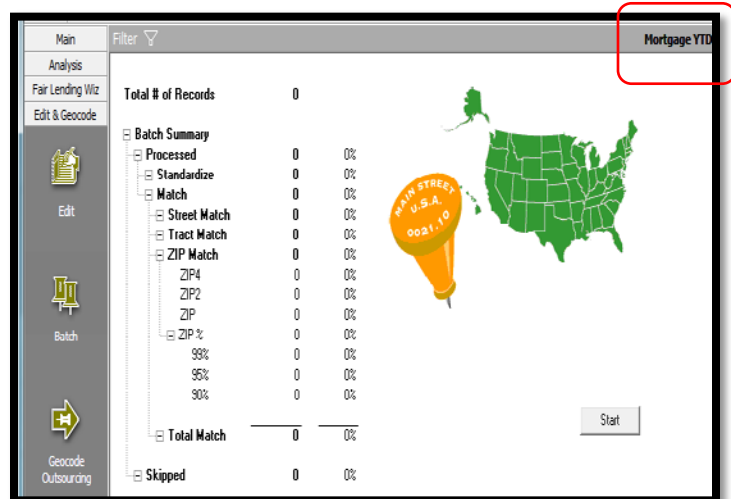 Main
Analysis
Fair Lending Wiz
Edit & Geocode
Edit
Batch
Geocode
Outsourcing
Filter
Mortgage YTD
Total # of Records 0
Batch Summary
Processed 0 0%
Standardize 0 0%
Match 0 0%
Street Match 0 0%
Tract Match 0 0%
ZIP Match 0 0%
ZIP4 0 0%
ZIP2 0 0%
ZIP 0 0%
ZIP % 0 0%
99% 0 0%
95% 0 0%
90% 0 0%
Total Match 0 0%
Skipped 0 0%
MAIN STREET
U.S.A.
0021.10
Start